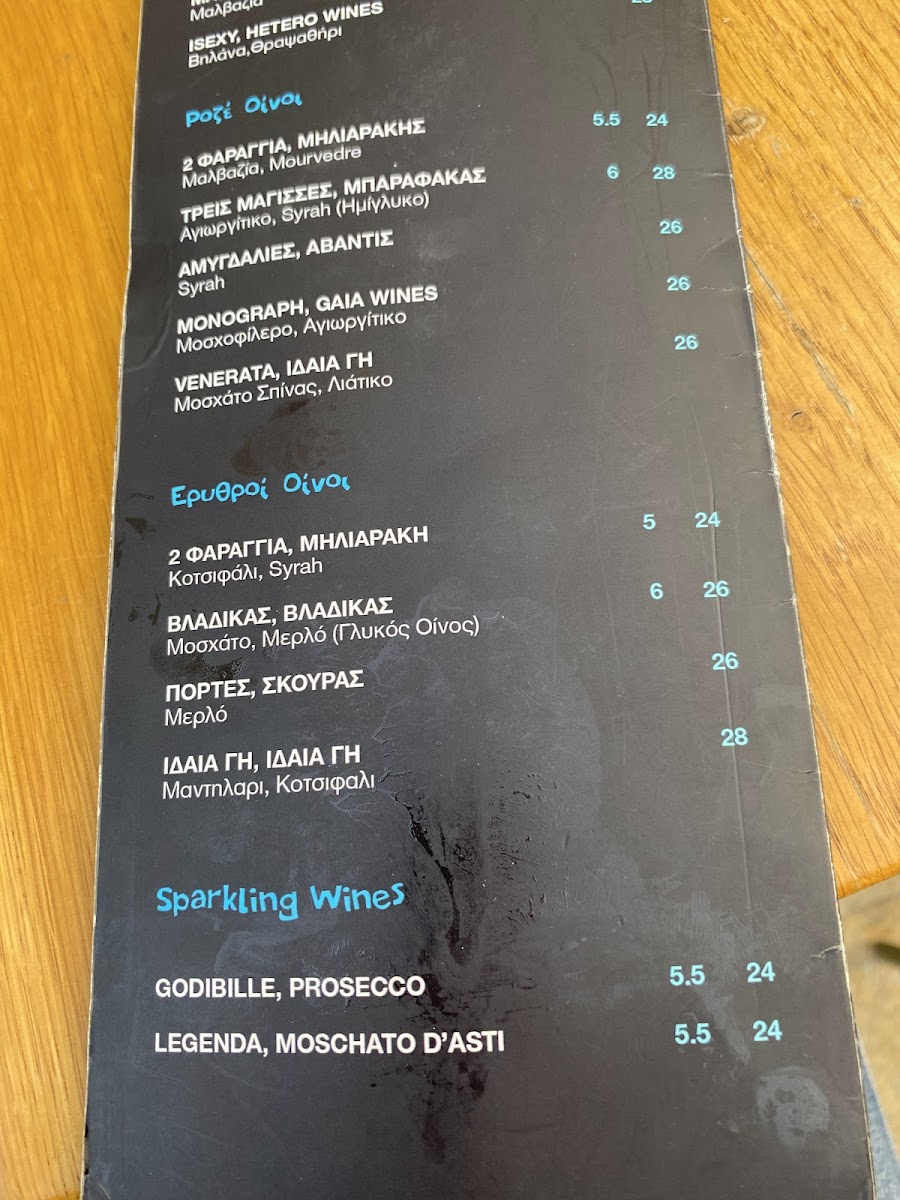 Μαλβαζία
ISEXY, HETERO WINES
Βηλάνα,Θραψαθήρι
Ροζέ Οίνοι
2 ΦΑΡΑΓΓΙΑ, ΜΗΛΙΑΡΑΚΗΣ 5.5 24
Μαλβαζία, Mourvedre
ΤΡΕΙΣ ΜΑΓΙΣΣΕΣ, ΜΠΑΡΑΦΑΚΑΣ 6 28
Αγιωργίτικο, Syrah (Ημίγλυκο)
ΑΜΥΓΔΑΛΙΕΣ, ΑΒΑΝΤΙΣ 26
Syrah
MONOGRAPH, GAIA WINES 26
Μοσχοφίλερο, Αγιωργίτικο
VENERATA, ΙΔΑΙΑ ΓΗ 26
Μοσχάτο Σπίνας, Λιάτικο
Ερυθροί Οίνοι
2 ΦΑΡΑΓΓΙΑ, ΜΗΛΙΑΡΑΚΗ 5 24
Κοτσιφάλι, Syrah
ΒΛΑΔΙΚΑΣ, ΒΛΑΔΙΚΑΣ 6 26
Μοσχάτο, Μερλό (Γλυκός Οίνος)
ΠΟΡΤΕΣ, ΣΚΟΥΡΑΣ 26
Μερλό
ΙΔΑΙΑ ΓΗ, ΙΔΑΙΑ ΓΗ 28
Μαντηλαρι, Κοτσιφαλι
Sparkling Wines
GODIBILLE, PROSECCO 5.5 24
LEGENDA, MOSCHATO D'ASTI 5.5 24